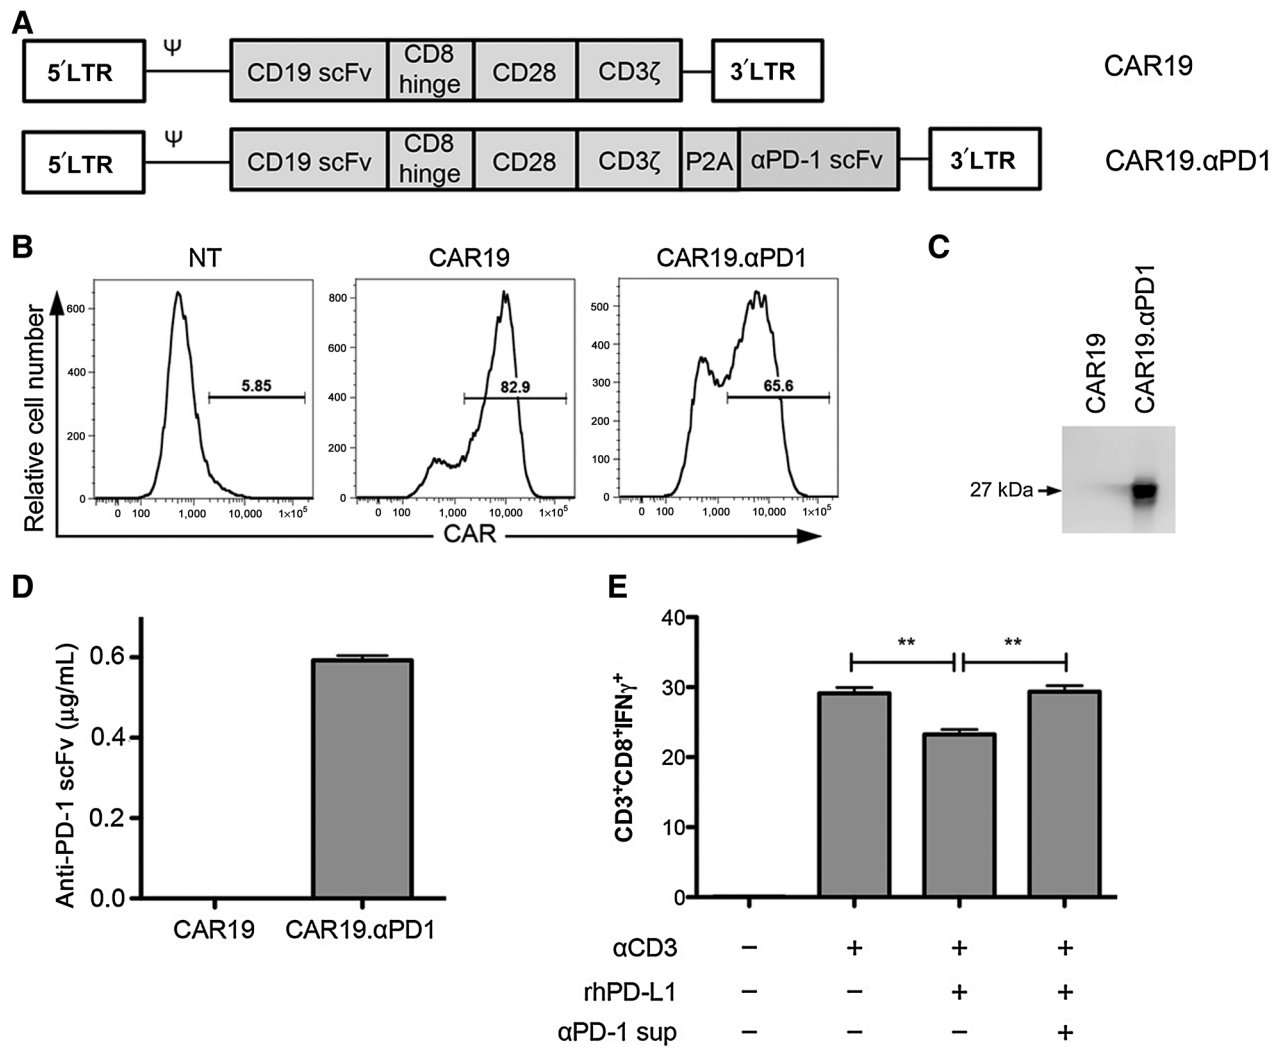 A
5′LTR Ψ CD19 scFv CD8 hinge CD28 CD3ζ 3′LTR CAR19
5′LTR Ψ CD19 scFv CD8 hinge CD28 CD3ζ P2A αPD-1 scFv 3′LTR CAR19.αPD1
B
NT CAR19 CAR19.αPD1
Relative cell number
600
400
200
0
5.85
0 100 1,000 10,000 1×10⁵
800
600
400
200
0
82.9
0 100 1,000 10,000 1×10⁵
500
400
300
200
100
0
65.6
0 100 1,000 10,000 1×10⁵
CAR
C
CAR19
CAR19.αPD1
27 kDa
D
Anti-PD-1 scFv (μg/mL)
0.6
0.4
0.2
0.0
CAR19 CAR19.αPD1
E
CD3⁺CD8⁺IFNγ⁺
40
30
20
10
0
** **
αCD3 − + + +
rhPD-L1 − − + +
αPD-1 sup − − − +